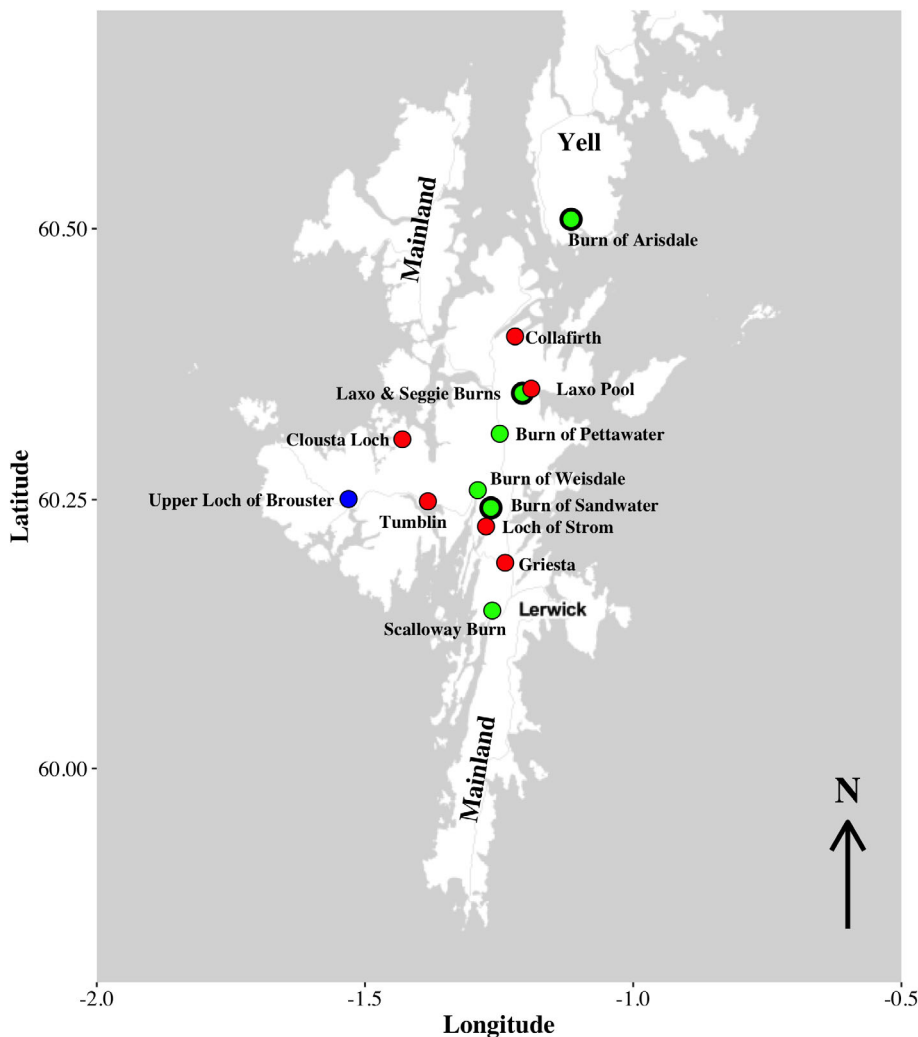 Yell
Mainland
60.50
Burn of Arisdale
Collafirth
Laxo & Seggie Burns
Laxo Pool
Burn of Pettawater
Clousta Loch
Burn of Weisdale
Upper Loch of Brouster
60.25
Burn of Sandwater
Tumblin
Loch of Strom
Griesta
Lerwick
Scalloway Burn
Latitude
Mainland
60.00
N
-2.0
-1.5
-1.0
-0.5
Longitude